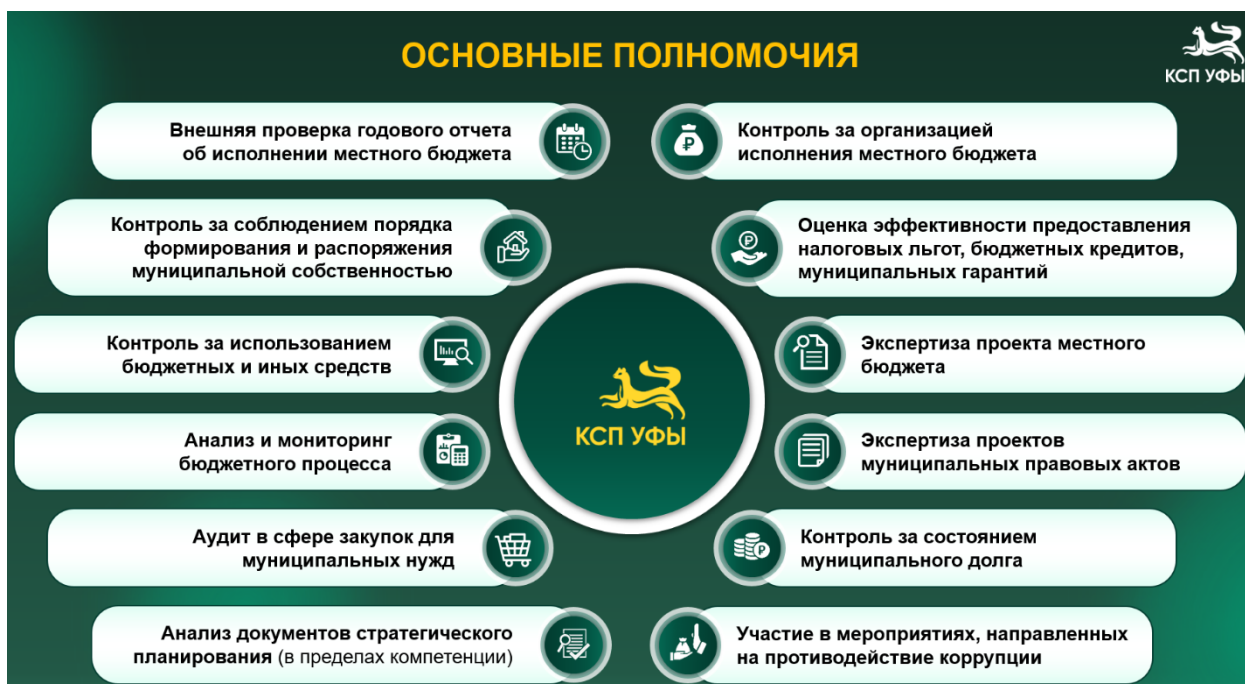 ОСНОВНЫЕ ПОЛНОМОЧИЯ
КСП УФЫ
Внешняя проверка годового отчета
об исполнении местного бюджета
Контроль за организацией
исполнения местного бюджета
Контроль за соблюдением порядка
формирования и распоряжения
муниципальной собственностью
Оценка эффективности предоставления
налоговых льгот, бюджетных кредитов,
муниципальных гарантий
Контроль за использованием
бюджетных и иных средств
Экспертиза проекта местного
бюджета
КСП УФЫ
Анализ и мониторинг
бюджетного процесса
Экспертиза проектов
муниципальных правовых актов
Аудит в сфере закупок для
муниципальных нужд
Контроль за состоянием
муниципального долга
Анализ документов стратегического
планирования (в пределах компетенции)
Участие в мероприятиях, направленных
на противодействие коррупции